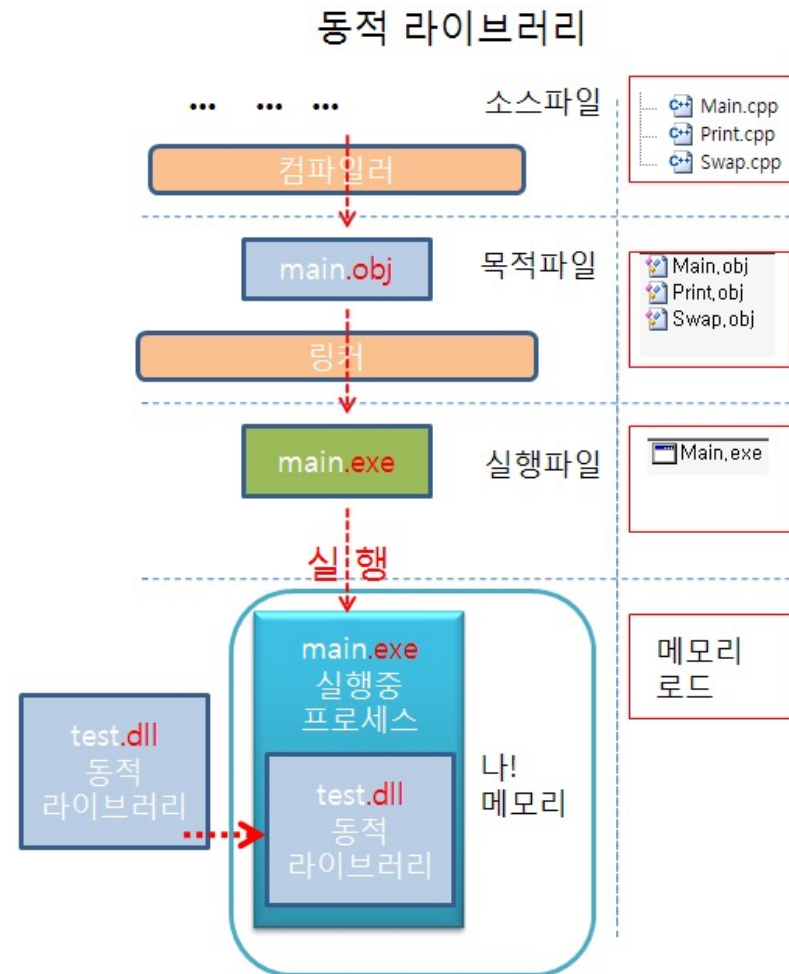 동적 라이브러리
... ... ...
소스파일
Main.cpp
Print.cpp
Swap.cpp
컴파일러
main.obj
목적파일
Main.obj
Print.obj
Swap.obj
링커
main.exe
실행파일
Main.exe
실행
main.exe
실행중
프로세스
메모리
로드
test.dll
동적
라이브러리
test.dll
동적
라이브러리
나!
메모리